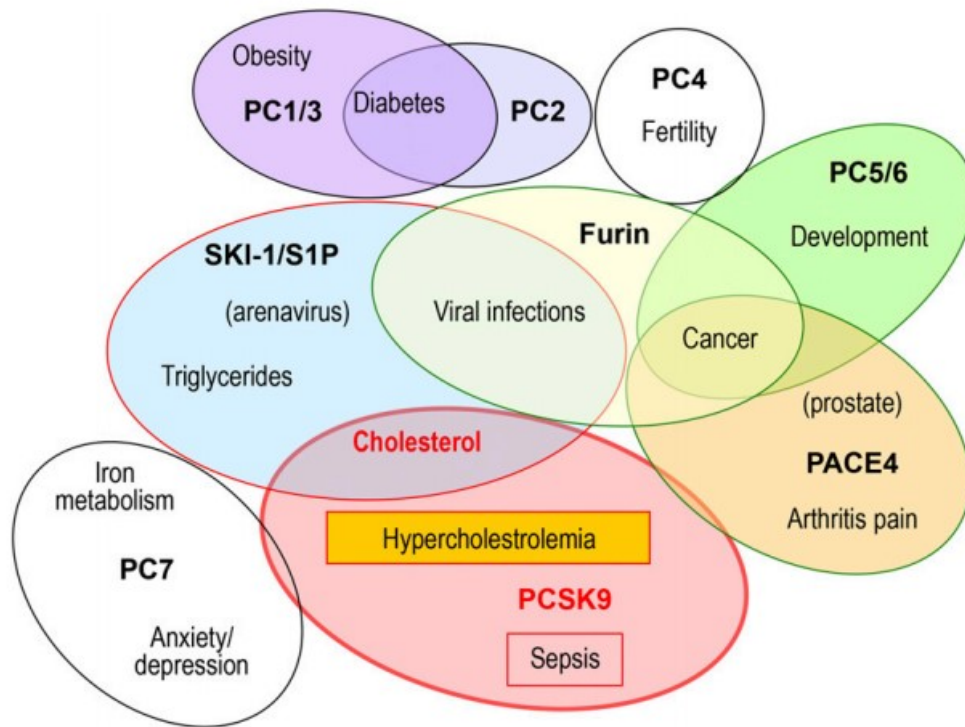 Obesity
PC1/3
Diabetes
PC2
PC4
Fertility
PC5/6
Development
Furin
SKI-1/S1P
(arenavirus)
Viral infections
Triglycerides
Cancer
(prostate)
PACE4
Arthritis pain
Cholesterol
Hypercholestrolemia
PCSK9
Sepsis
Iron
metabolism
PC7
Anxiety/
depression